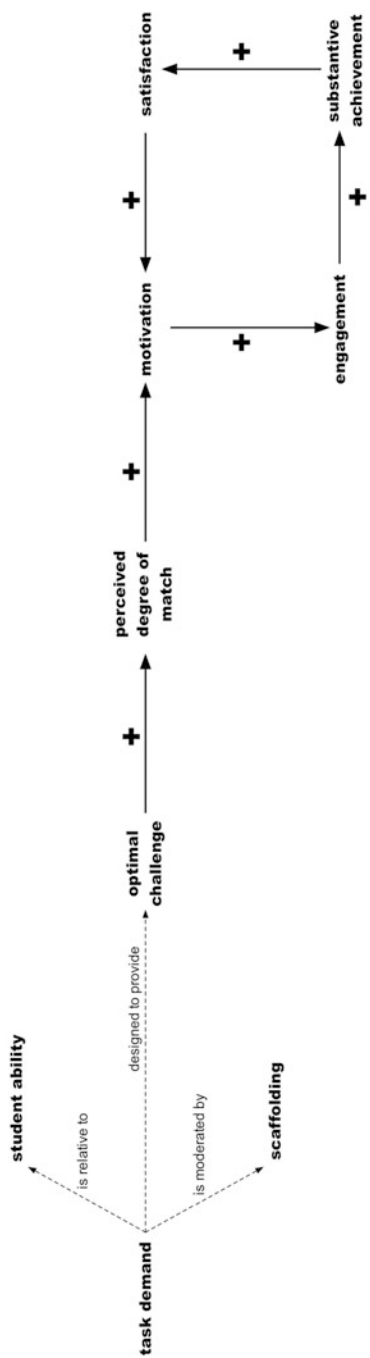 task demand
is relative to
student ability
designed to provide
is moderated by
scaffolding
optimal
challenge
+
perceived
degree of
match
+
motivation
+
satisfaction
+
engagement
+
substantive
achievement
+